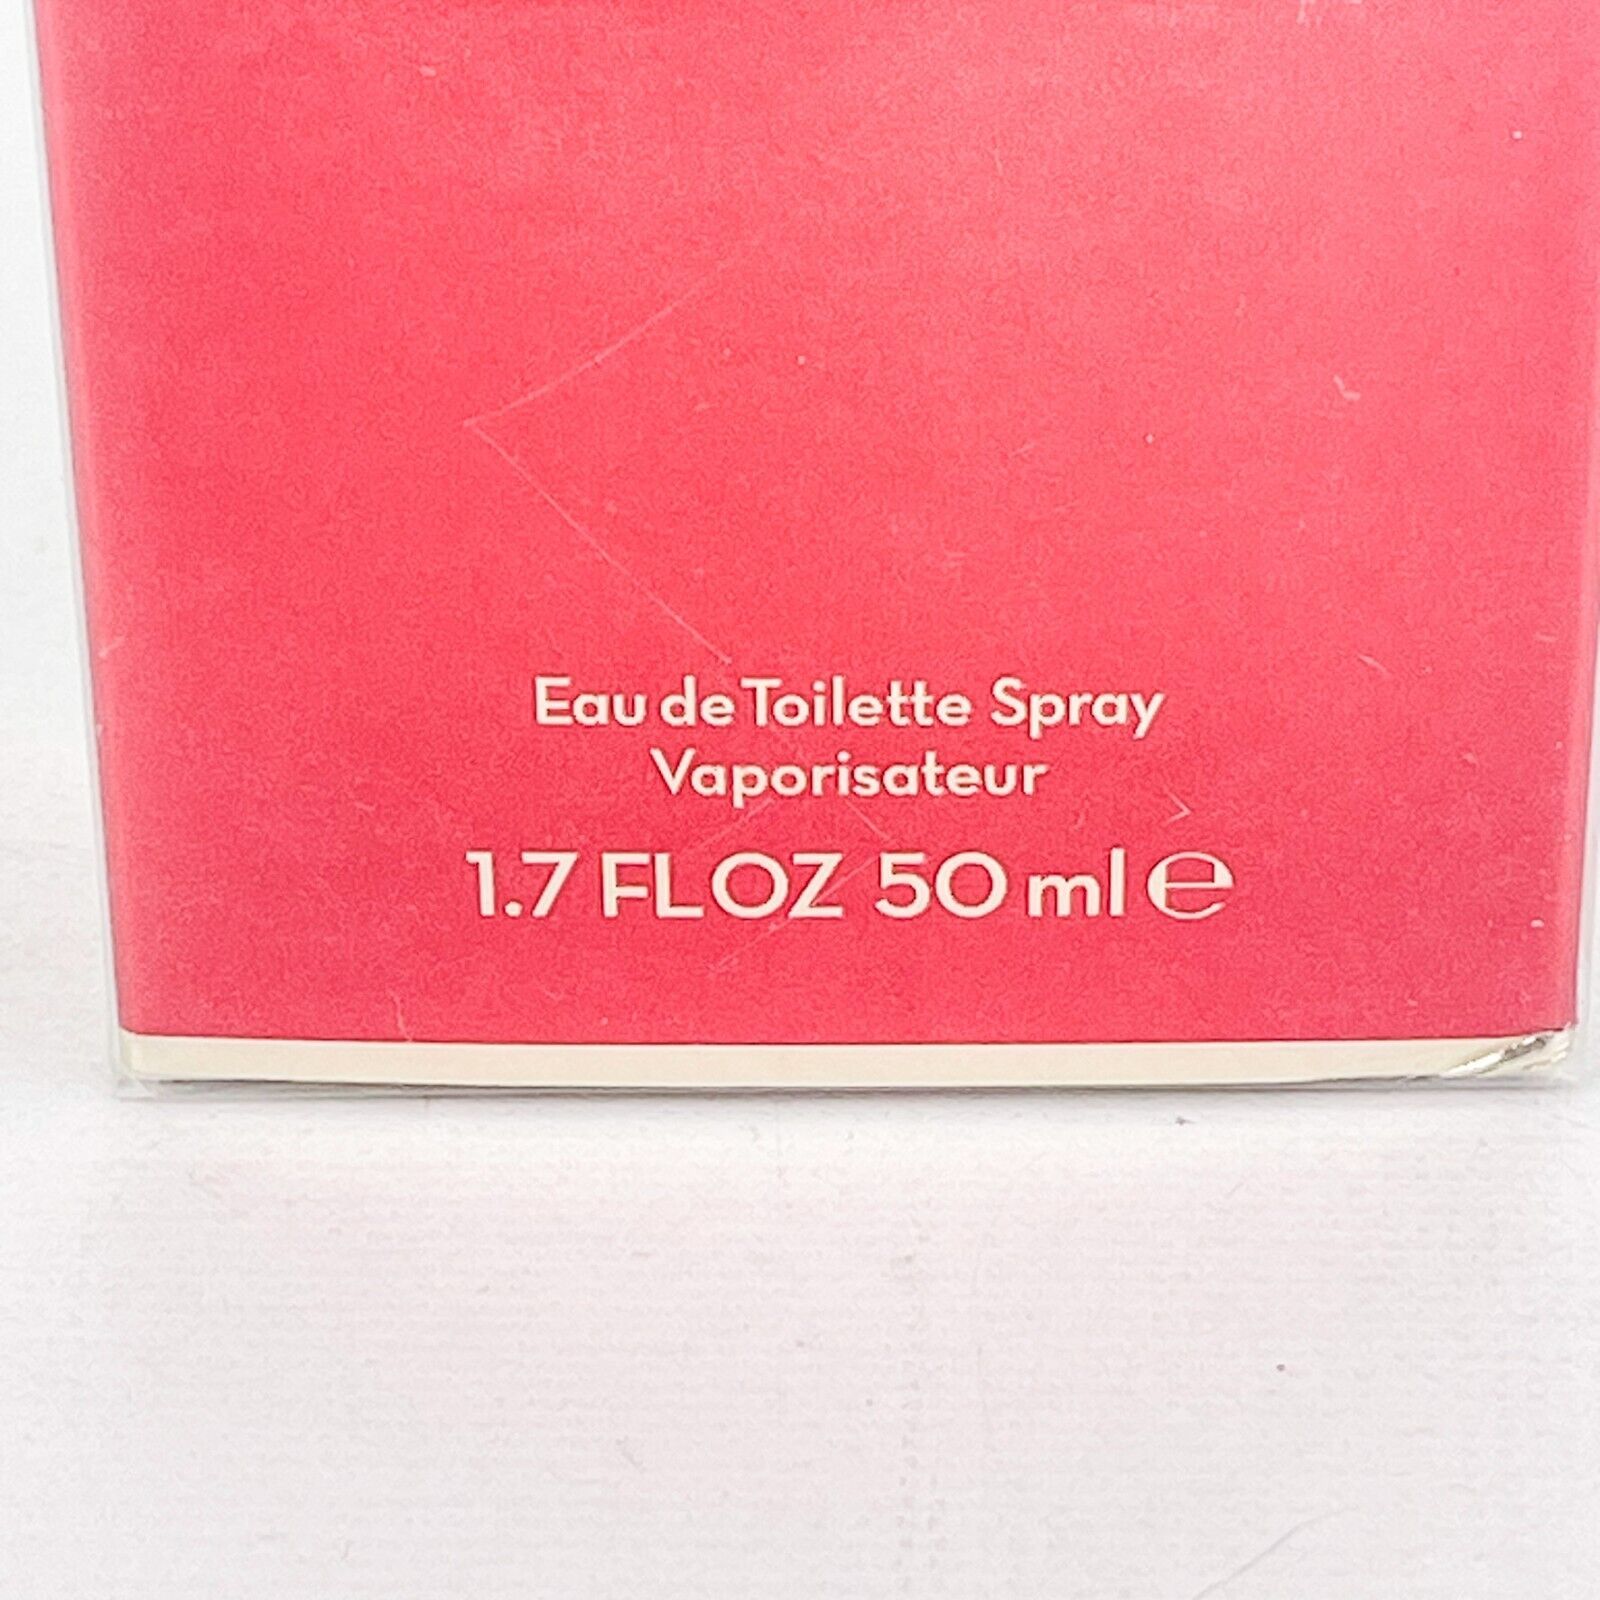 Eau de Toilette Spray
Vaporisateur
1.7 FL OZ 50 ml ℮